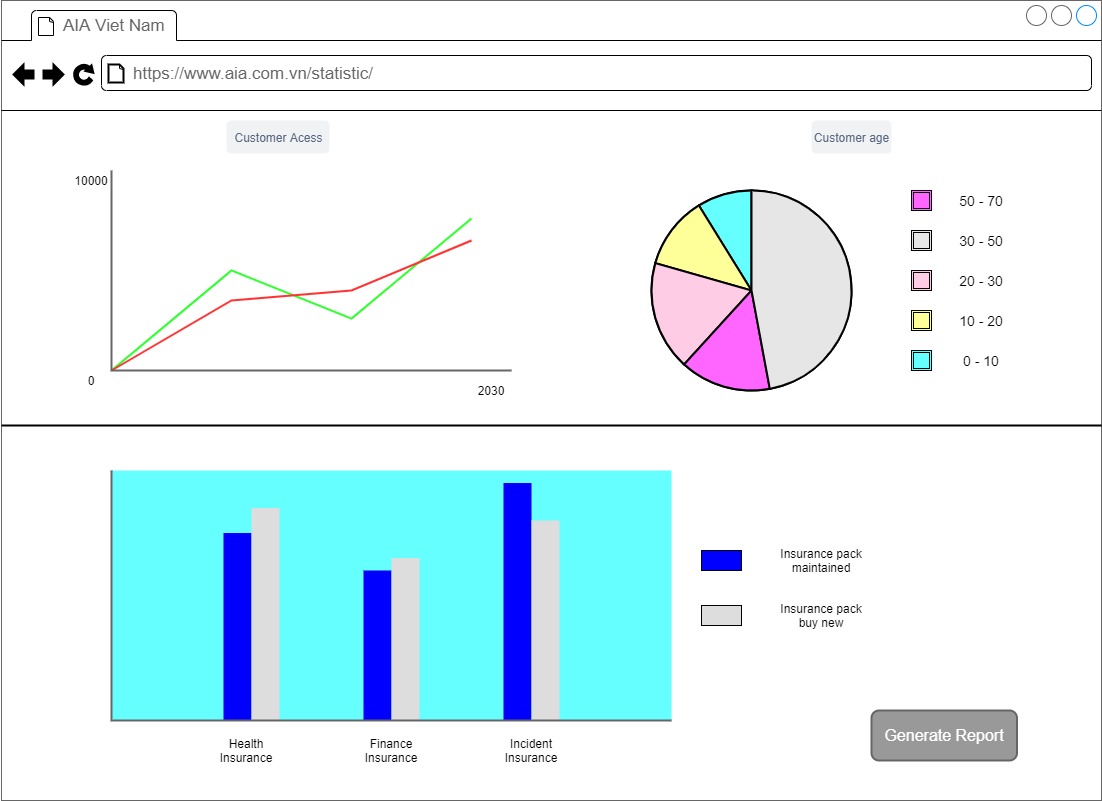 AIA Viet Nam
https://www.aia.com.vn/statistic/
Customer Acess
Customer age
10000
0
2030
50 - 70
30 - 50
20 - 30
10 - 20
0 - 10
Insurance pack
maintained
Insurance pack
buy new
Health
Insurance
Finance
Insurance
Incident
Insurance
Generate Report